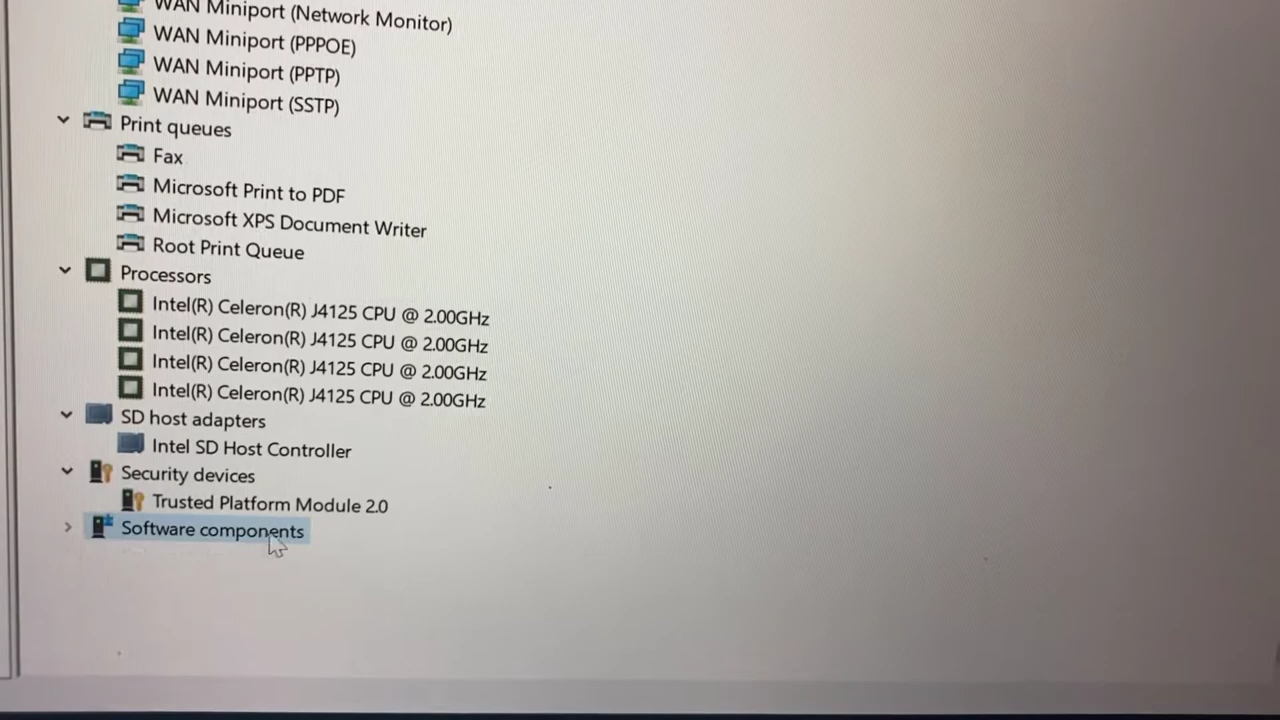 WAN Miniport (Network Monitor)
WAN Miniport (PPPOE)
WAN Miniport (PPTP)
WAN Miniport (SSTP)
Print queues
Fax
Microsoft Print to PDF
Microsoft XPS Document Writer
Root Print Queue
Processors
Intel(R) Celeron(R) J4125 CPU @ 2.00GHz
Intel(R) Celeron(R) J4125 CPU @ 2.00GHz
Intel(R) Celeron(R) J4125 CPU @ 2.00GHz
Intel(R) Celeron(R) J4125 CPU @ 2.00GHz
SD host adapters
Intel SD Host Controller
Security devices
Trusted Platform Module 2.0
Software components